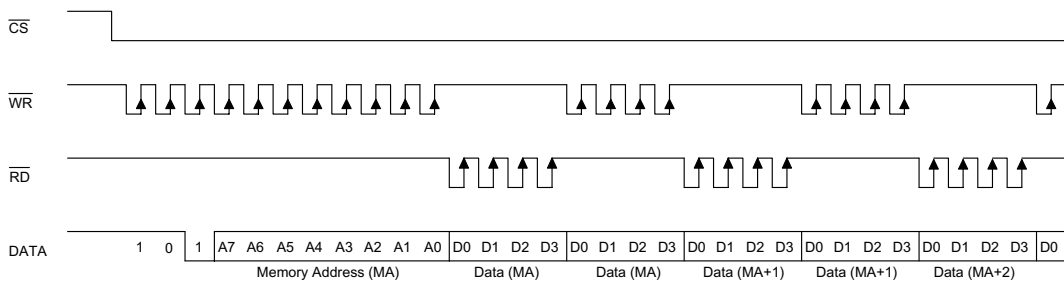 CS
WR
RD
DATA 1 0 1 A7 A6 A5 A4 A3 A2 A1 A0 D0 D1 D2 D3 D0 D1 D2 D3 D0 D1 D2 D3 D0 D1 D2 D3 D0 D1 D2 D3 D0
Memory Address (MA) Data (MA) Data (MA) Data (MA+1) Data (MA+1) Data (MA+2)